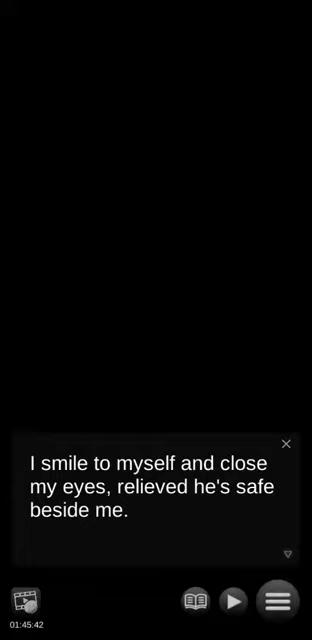 I smile to myself and close
my eyes, relieved he's safe
beside me.
01:45:42